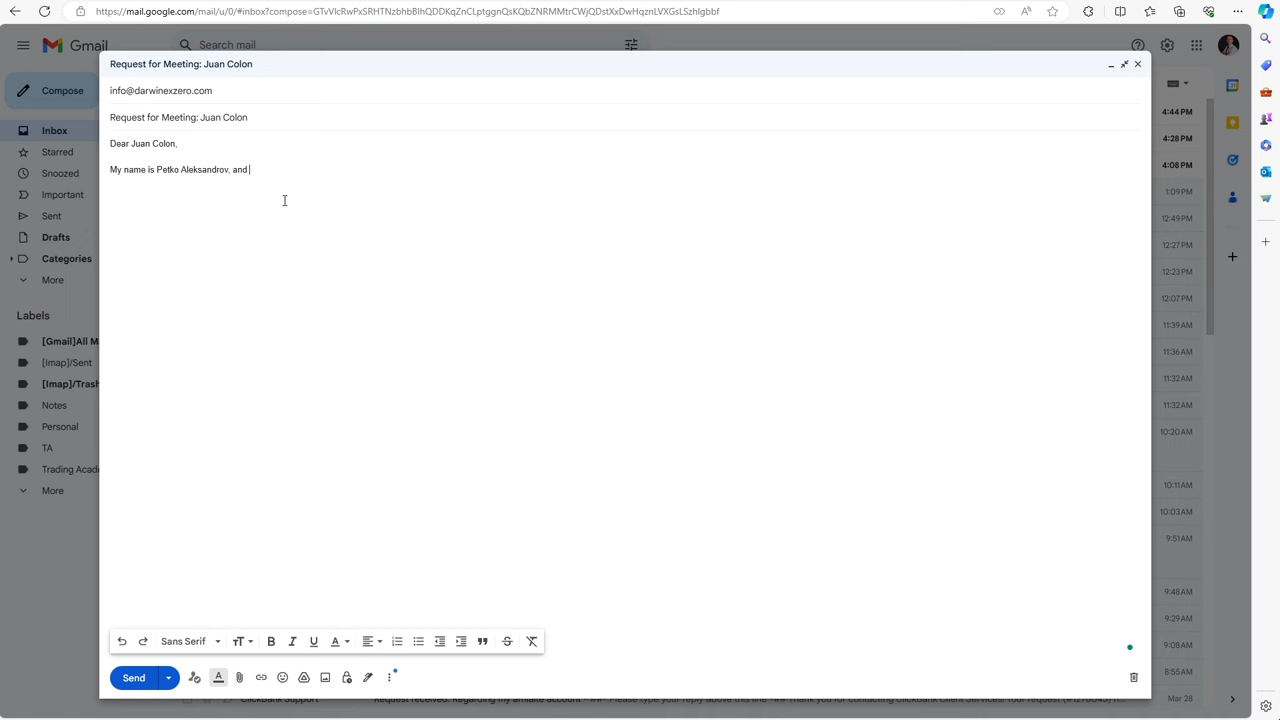 https://mail.google.com/mail/u/0/#inbox?compose=GTvVlcRwPxSRHTNzbhbBlhQDDKqZnCLptggnQsKQbZNRMMtrCWjQDstXxDwHqznLVXGsLSzhlgbbf
Gmail
Search mail
Compose
Request for Meeting: Juan Colon
info@darwinexzero.com
Request for Meeting: Juan Colon
Dear Juan Colon,
My name is Petko Aleksandrov, and
Inbox
Starred
Snoozed
Important
Sent
Drafts
Categories
More
Labels
[Gmail]All M
[Imap]/Sent
[Imap]/Trash
Notes
Personal
TA
Trading Acad
More
4:44 PM
4:28 PM
4:08 PM
1:09 PM
12:49 PM
12:27 PM
12:23 PM
12:07 PM
11:39 AM
11:36 AM
11:32 AM
11:32 AM
10:20 AM
10:11 AM
10:03 AM
9:51 AM
9:48 AM
9:29 AM
9:08 AM
8:55 AM
Sans Serif
Send
ClickBank Support
Request received: Regarding my affiliate account
Mar 28